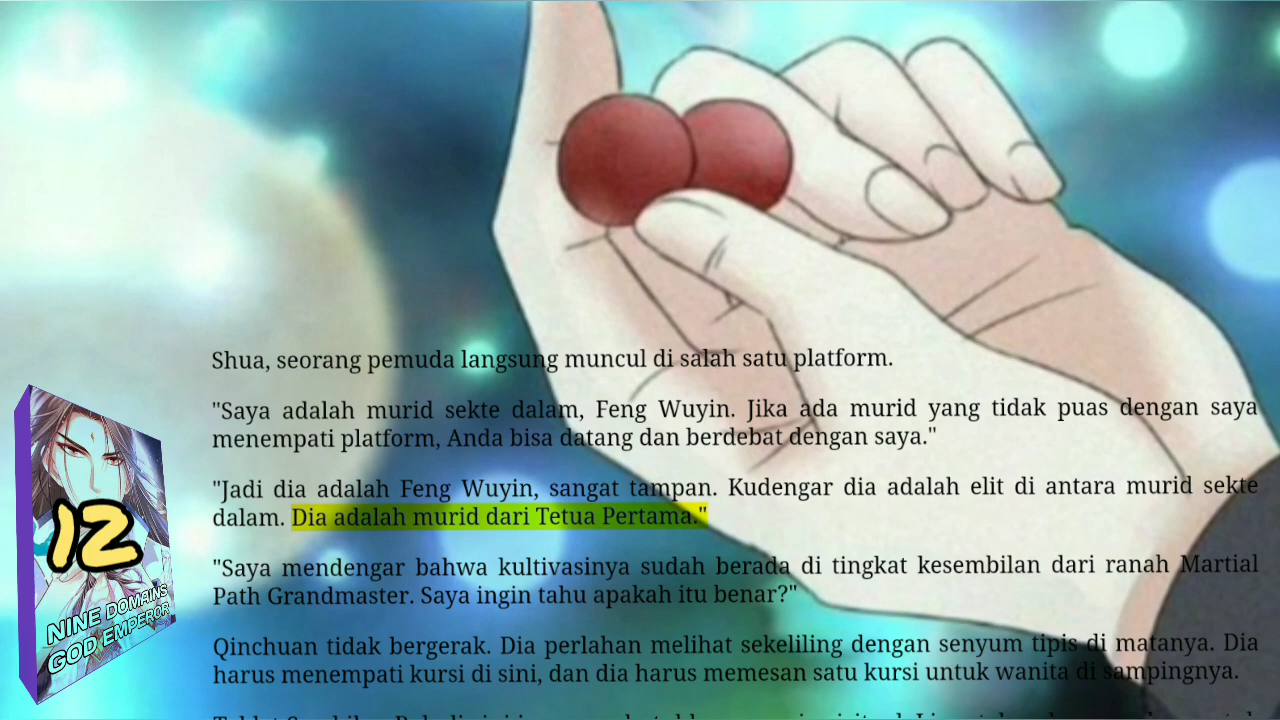 Shua, seorang pemuda langsung muncul di salah satu platform.
"Saya adalah murid sekte dalam, Feng Wuyin. Jika ada murid yang tidak puas dengan saya
menempati platform, Anda bisa datang dan berdebat dengan saya."
"Jadi dia adalah Feng Wuyin, sangat tampan. Kudengar dia adalah elit di antara murid sekte
dalam. Dia adalah murid dari Tetua Pertama."
"Saya mendengar bahwa kultivasinya sudah berada di tingkat kesembilan dari ranah Martial
Path Grandmaster. Saya ingin tahu apakah itu benar?"
Qinchuan tidak bergerak. Dia perlahan melihat sekeliling dengan senyum tipis di matanya. Dia
harus menempati kursi di sini, dan dia harus memesan satu kursi untuk wanita di sampingnya.
12
NINE DOMAINS
GOD EMPEROR